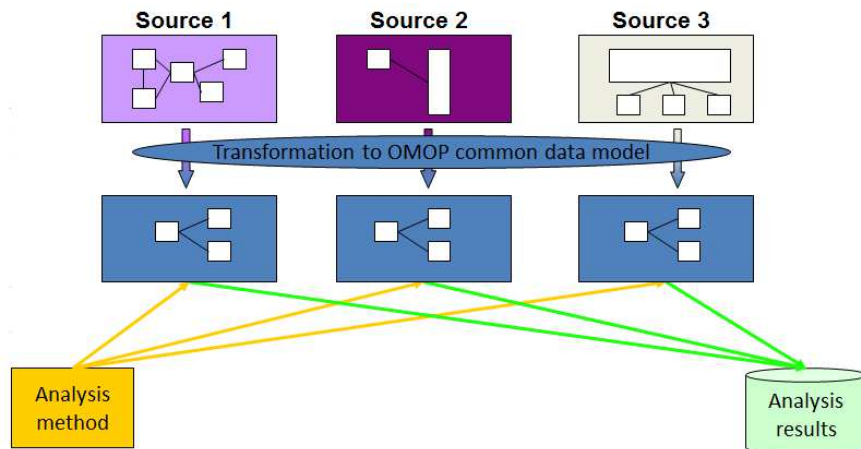 Source 1
Source 2
Source 3
Transformation to OMOP common data model
Analysis
method
Analysis
results